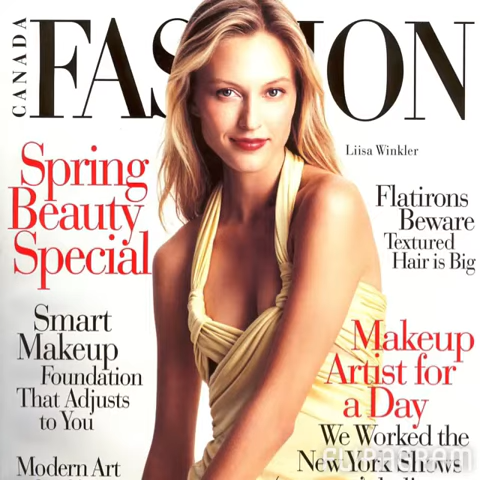 CANADA
FASHION
Liisa Winkler
Spring
Beauty
Special
Flatirons
Beware
Textured
Hair is Big
Smart
Makeup
Foundation
That Adjusts
to You
Makeup
Artist for
a Day
We Worked the
New York Shows
Modern Art